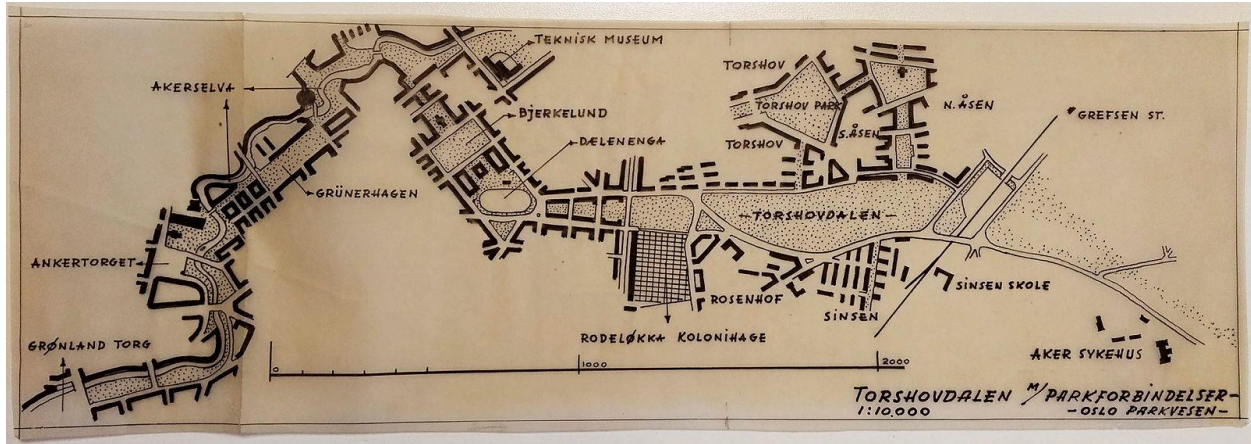 TEKNISK MUSEUM
AKERSELVA
BJERKELUND
DÆLENENGA
GRÜNERHAGEN
ANKERTORGET
GRØNLAND TORG
TORSHOV
TORSHOV PARK
TORSHOV
S. ÅSEN
N. ÅSEN
GREFSEN ST.
—TORSHOVDALEN—
ROSENHOF
SINSEN
SINSEN SKOLE
RODELØKKA KOLONIHAGE
AKER SYKEHUS
0 1000 2000
TORSHOVDALEN M/PARKFORBINDELSER—
1:10.000 —OSLO PARKVESEN—